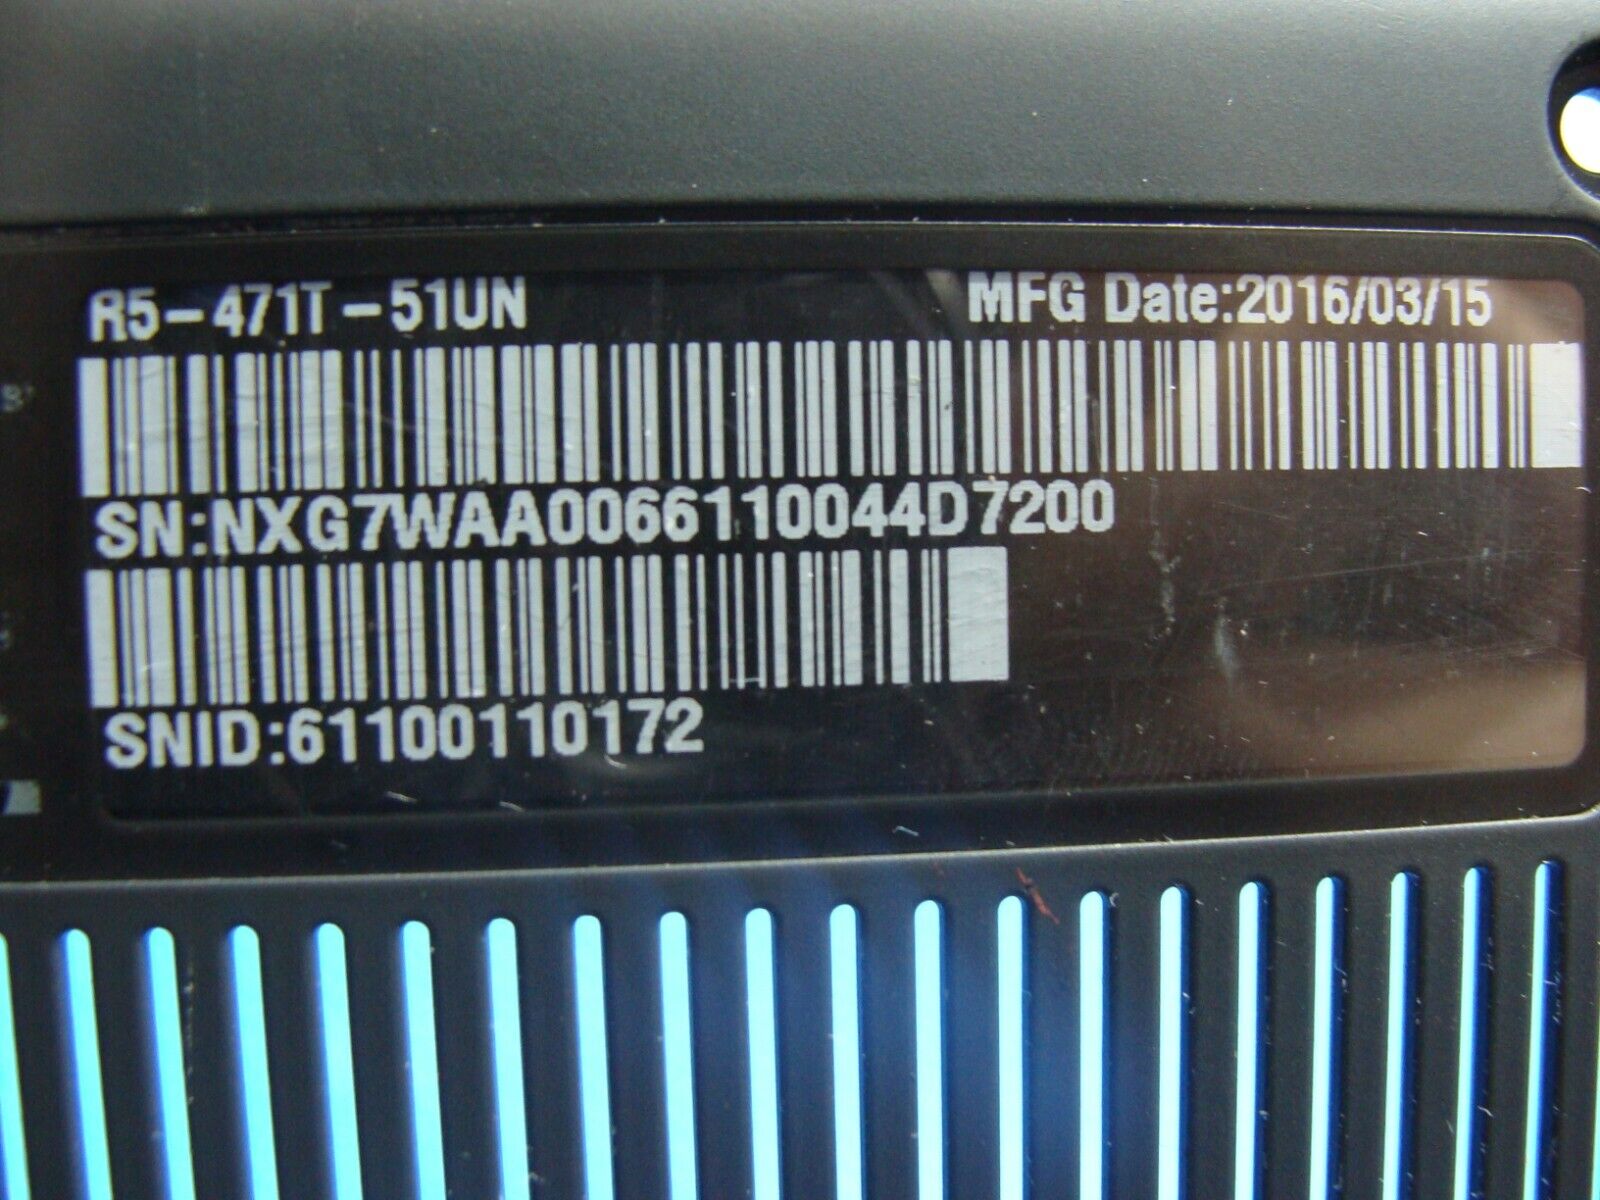 R5-471T-51UN
MFG Date:2016/03/15
SN:NXG7WAA0066110044D7200
SNID:61100110172